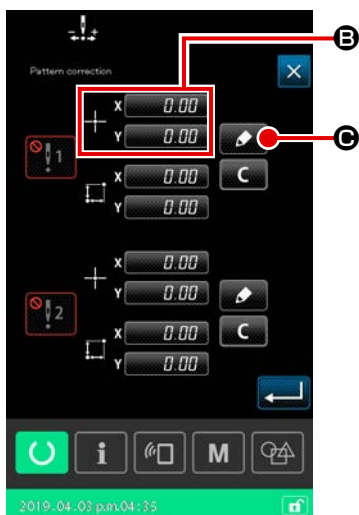 B
Pattern correction
X 0.00
Y 0.00
C
1
X 0.00
C
Y 0.00
X 0.00
Y 0.00
2
X 0.00
C
Y 0.00
i
M
2019.04.03 p.m.04:35